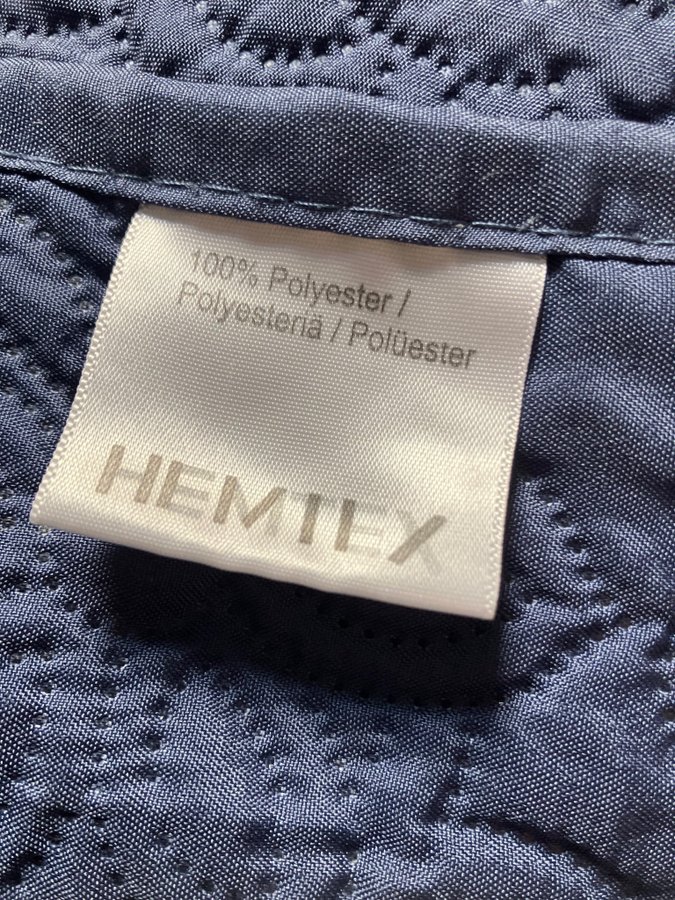 100% Polyester /
Polyesteriä / Polüester
HEMTEX